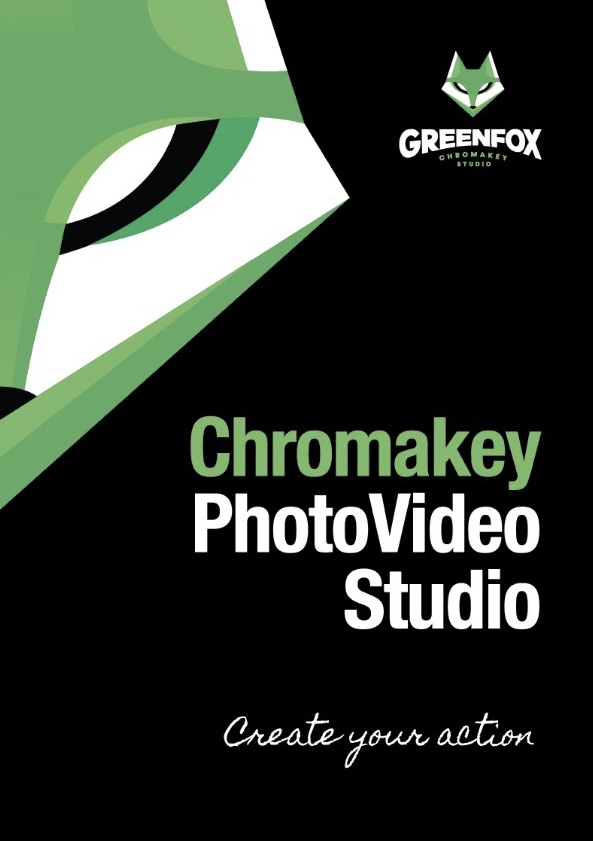 GREENFOX
CHROMAKEY
STUDIO
Chromakey
PhotoVideo
Studio
Create your action